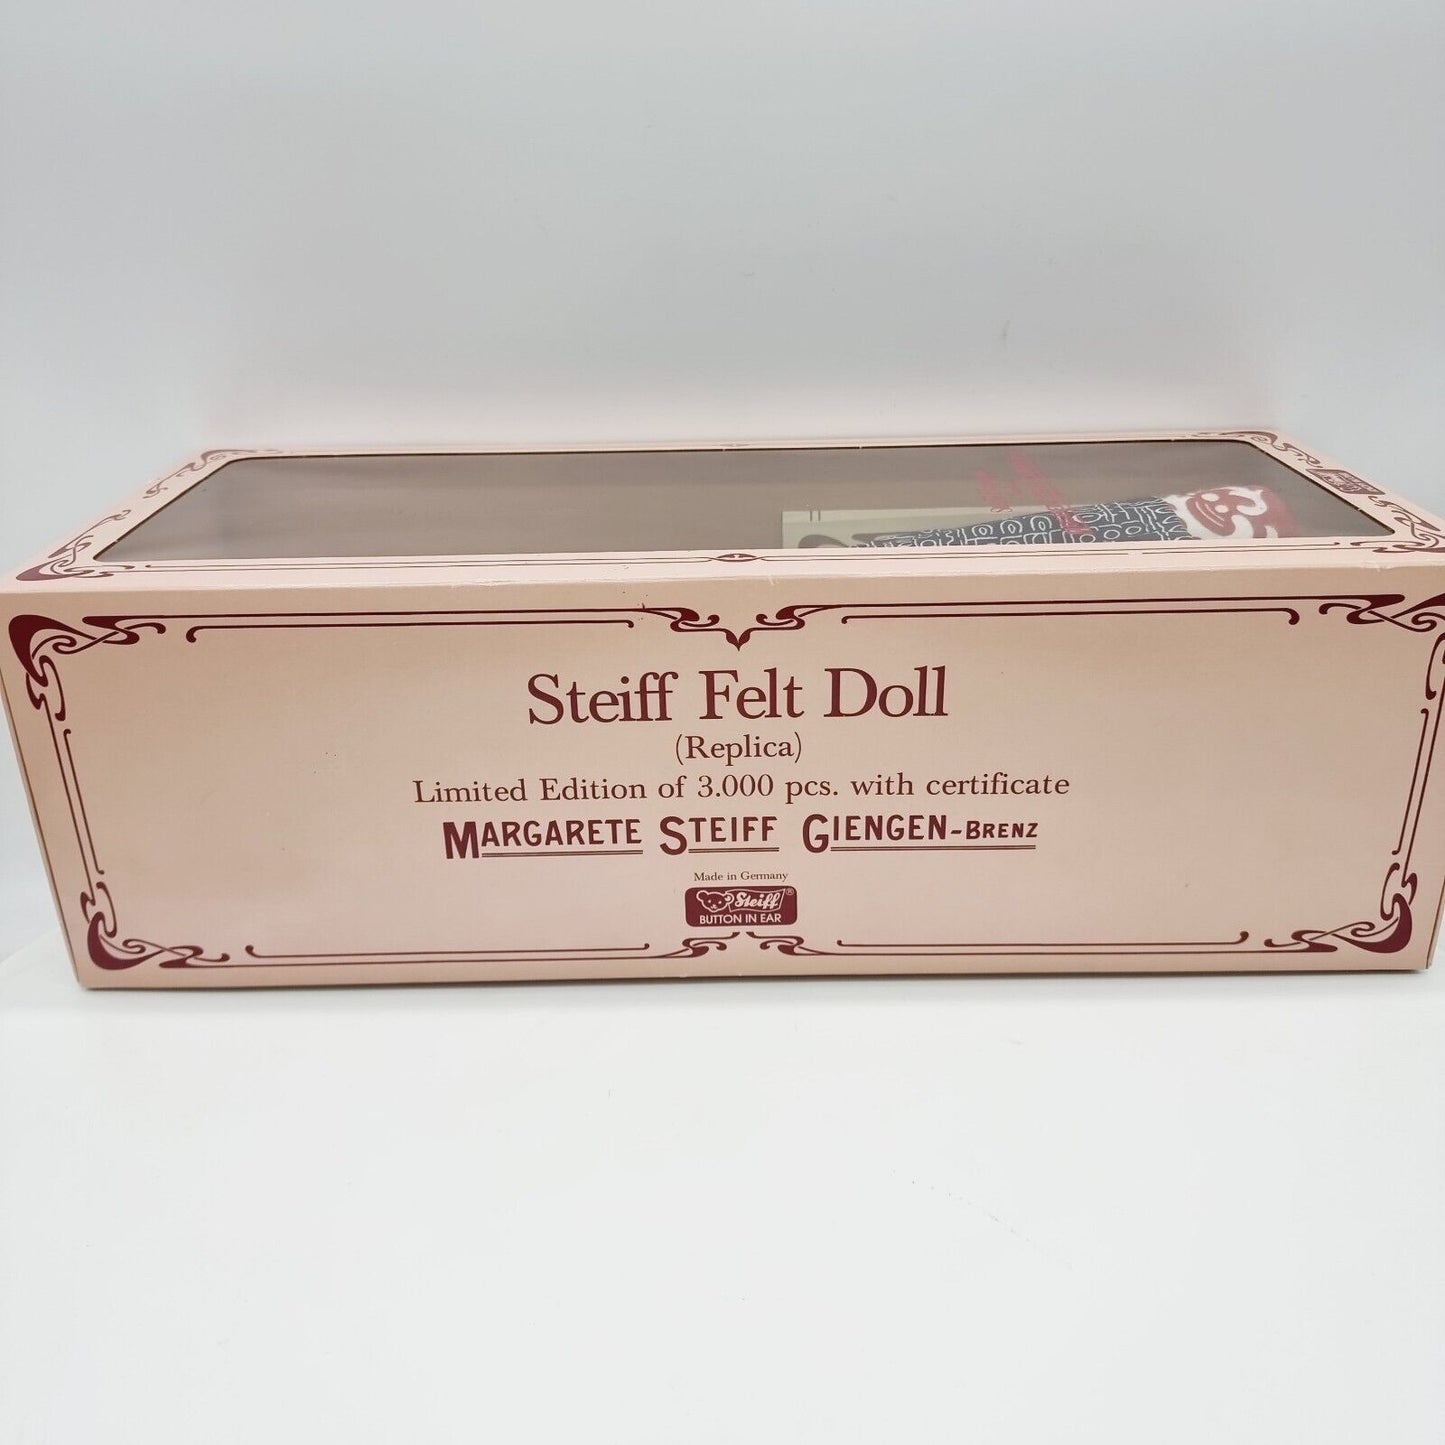 Steiff Felt Doll
(Replica)
Limited Edition of 3.000 pcs. with certificate
MARGARETE STEIFF GIENGEN-BRENZ
Made in Germany
Steiff®
BUTTON IN EAR